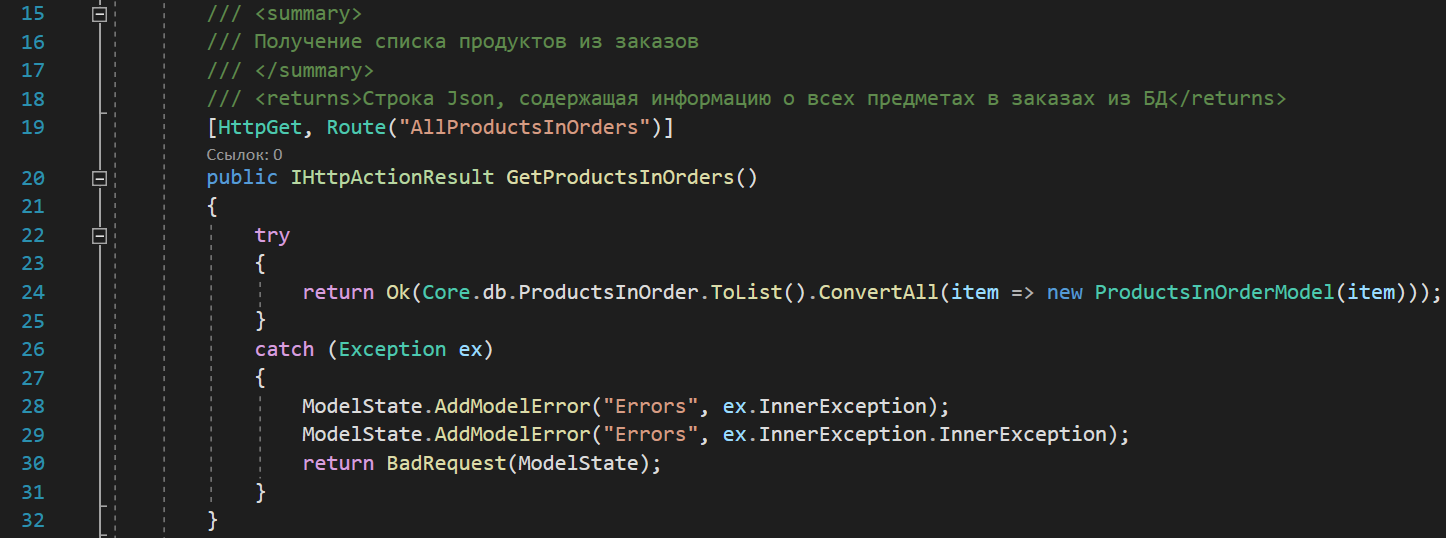 15 /// <summary>
16 /// Получение списка продуктов из заказов
17 /// </summary>
18 /// <returns>Строка Json, содержащая информацию о всех предметах в заказах из БД</returns>
19 [HttpGet, Route("AllProductsInOrders")]
Ссылок: 0
20 public IHttpActionResult GetProductsInOrders()
21 {
22 try
23 {
24 return Ok(Core.db.ProductsInOrder.ToList().ConvertAll(item => new ProductsInOrderModel(item)));
25 }
26 catch (Exception ex)
27 {
28 ModelState.AddModelError("Errors", ex.InnerException);
29 ModelState.AddModelError("Errors", ex.InnerException.InnerException);
30 return BadRequest(ModelState);
31 }
32 }